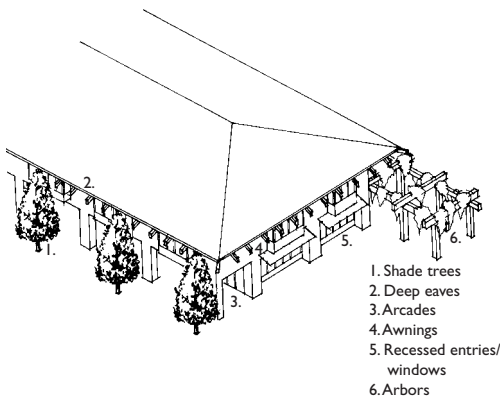 2.
1.
4.
5.
6.
3.
1. Shade trees
2. Deep eaves
3. Arcades
4. Awnings
5. Recessed entries/
windows
6. Arbors